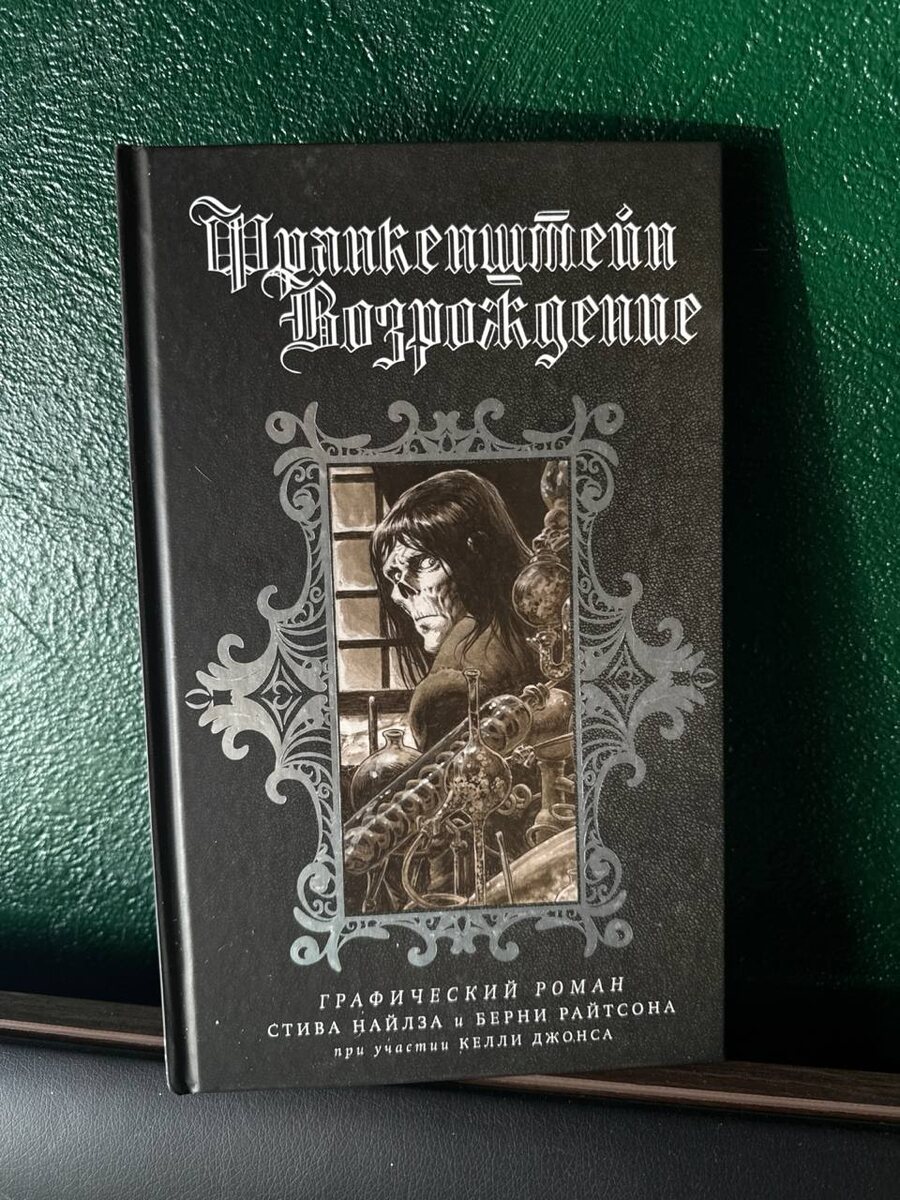 Франкенштейн
Возрождение
ГРАФИЧЕСКИЙ РОМАН
СТИВА НАЙЛЗА и БЕРНИ РАЙТСОНА
при участии КЕЛЛИ ДЖОНСА